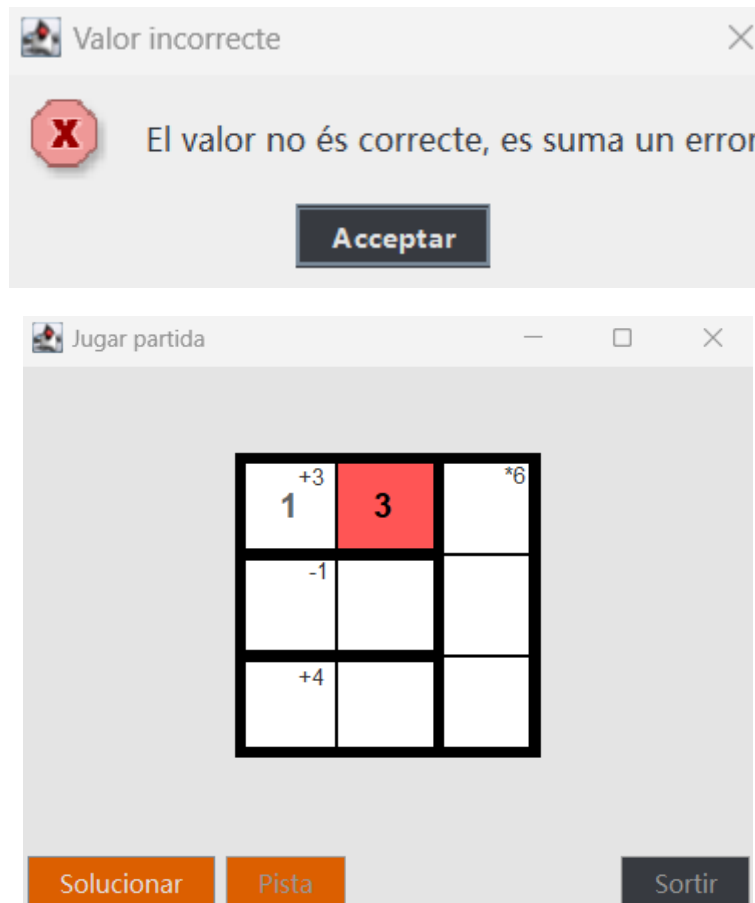 Valor incorrecte
El valor no és correcte, es suma un error
Acceptar
Jugar partida
+3 *6
1 3
-1
+4
Solucionar Pista Sortir